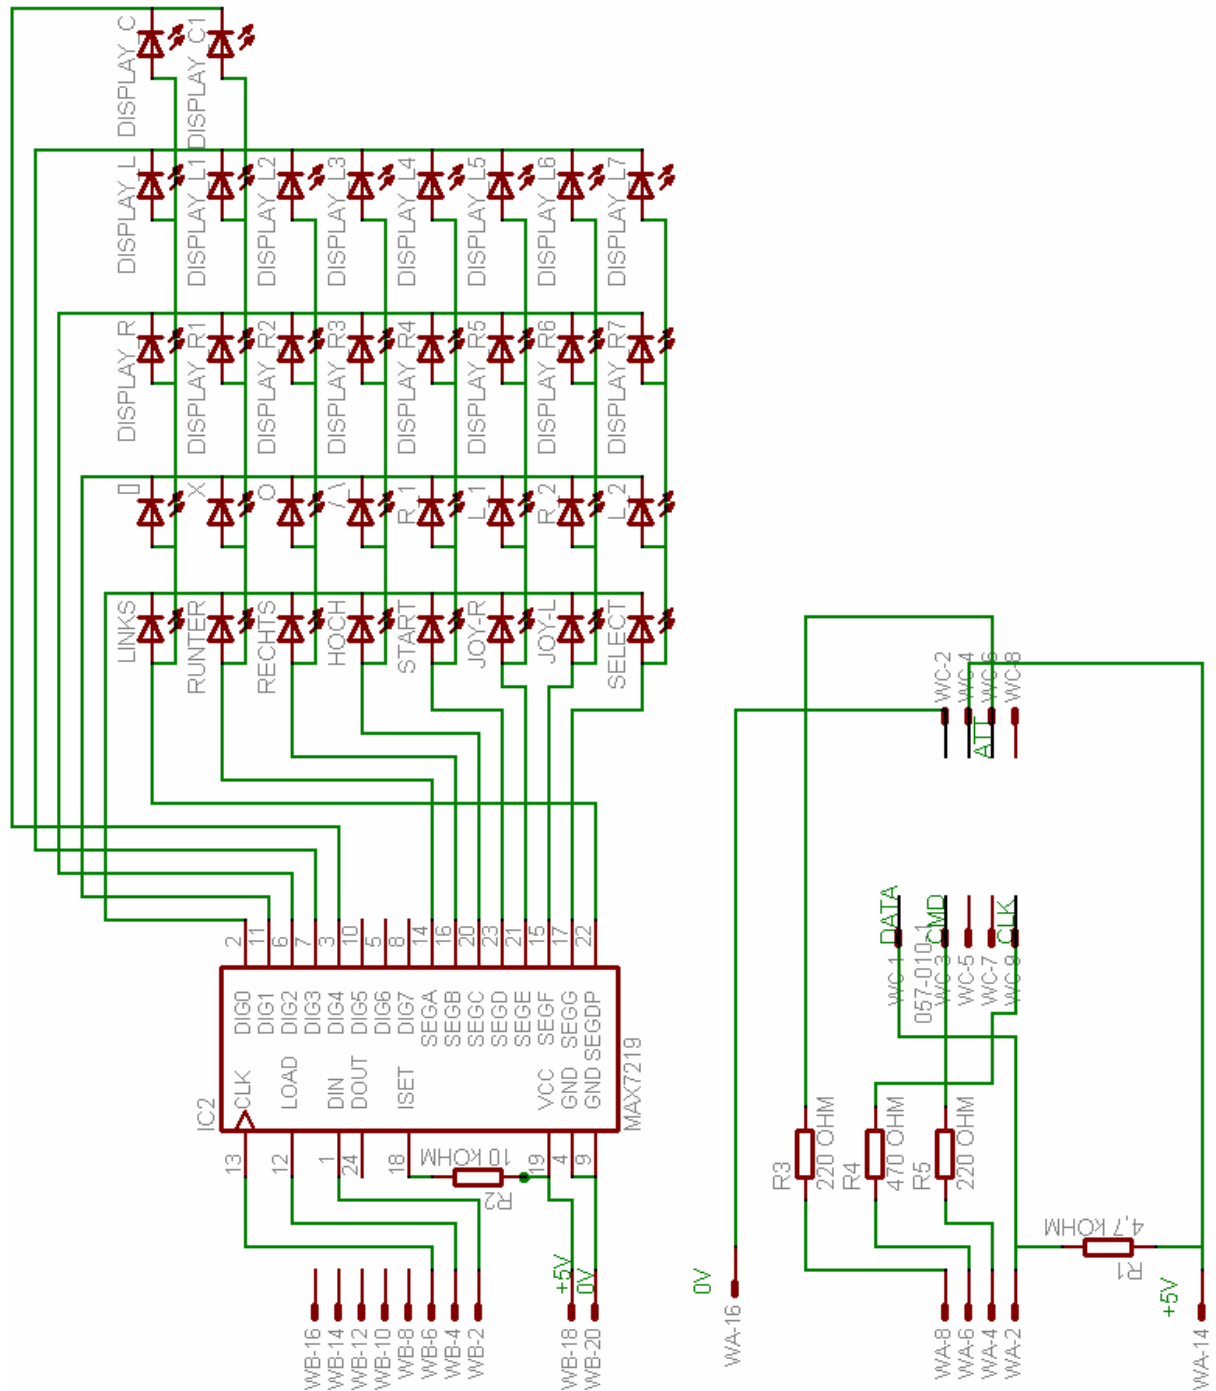 DISPLAY_C
DISPLAY_C1
DISPLAY_L
DISPLAY_L1
DISPLAY_L2
DISPLAY_L3
DISPLAY_L4
DISPLAY_L5
DISPLAY_L6
DISPLAY_L7
DISPLAY_R
DISPLAY_R1
DISPLAY_R2
DISPLAY_R3
DISPLAY_R4
DISPLAY_R5
DISPLAY_R6
DISPLAY_R7
[]
X
O
/\
R_1
L_1
R_2
L_2
LINKS
RUNTER
RECHTS
HOCH
START
JOY-R
JOY-L
SELECT
2
11
6
7
3
10
5
8
14
16
20
23
21
15
17
22
DIG0
DIG1
DIG2
DIG3
DIG4
DIG5
DIG6
DIG7
SEGA
SEGB
SEGC
SEGD
SEGE
SEGF
SEGG
SEGDP
IC2
CLK
LOAD
DIN
DOUT
ISET
VCC
GND
GND
MAX7219
13
12
1
24
18
19
4
9
10 KOHM
R2
+5V
0V
WB-16
WB-14
WB-12
WB-10
WB-8
WB-6
WB-4
WB-2
WB-18
WB-20
WC-2
WC-4
WC-6
WC-8
ATT
DATA
CMD
CLK
WC-1
057-010-1
WC-3
WC-5
WC-7
WC-9
R3
220 OHM
R4
470 OHM
R5
220 OHM
4,7 KOHM
R1
0V
+5V
WA-16
WA-8
WA-6
WA-4
WA-2
WA-14